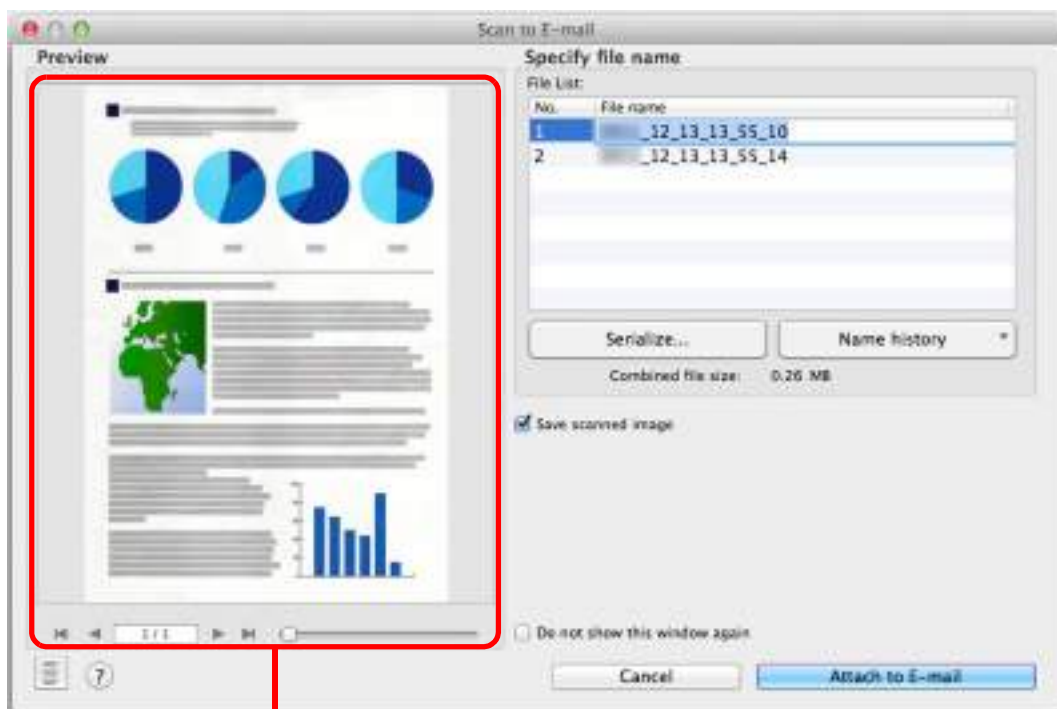 Scan to E-mail
Preview
Specify file name
File List:
No. File name
1 _12_13_13_55_10
2 _12_13_13_55_14
Serialize...
Name history
Combined file size: 0.26 MB
Save scanned image
1 / 1
Do not show this window again
?
Cancel
Attach to E-mail